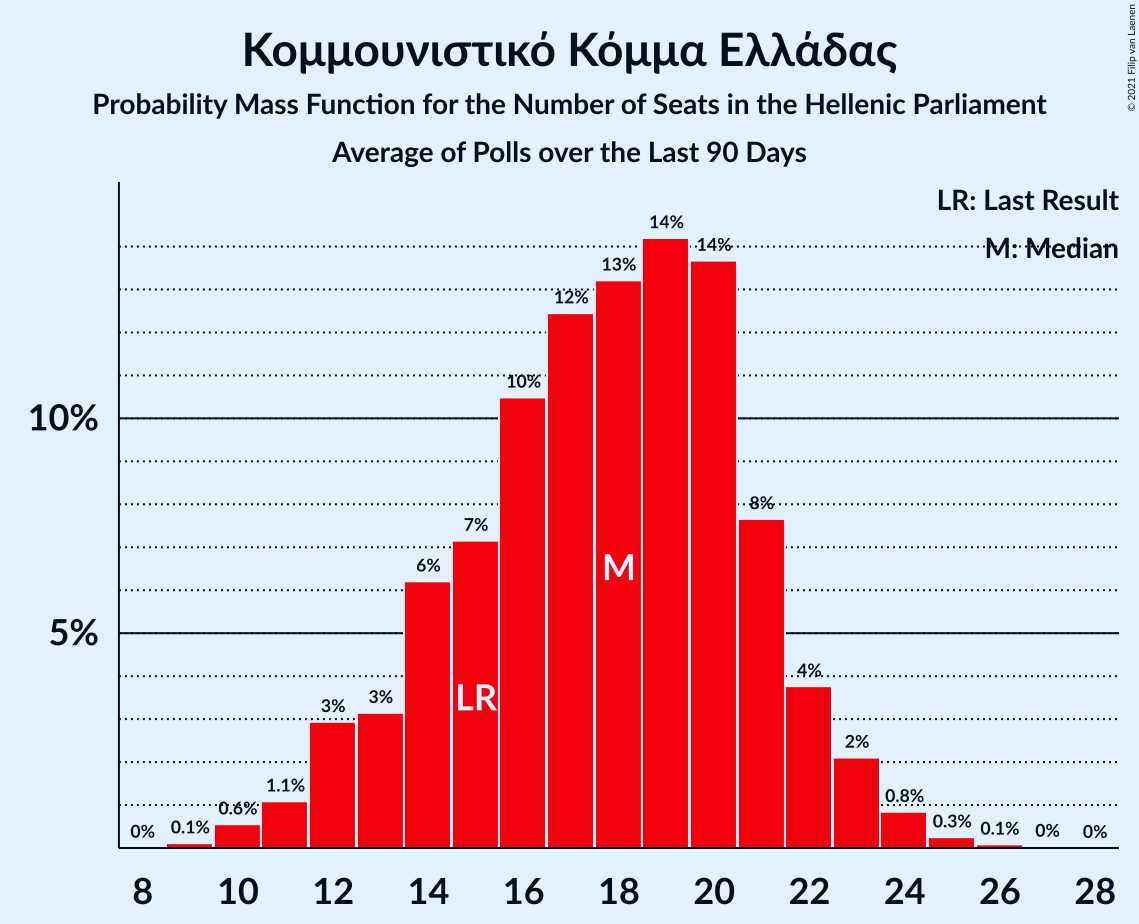 Κομμουνιστικό Κόμμα Ελλάδας
Probability Mass Function for the Number of Seats in the Hellenic Parliament
Average of Polls over the Last 90 Days
© 2021 Filip van Laenen
LR: Last Result
M: Median
10%
5%
0%
0.1%
0.6%
1.1%
3%
3%
6%
7%
10%
12%
13%
14%
14%
8%
4%
2%
0.8%
0.3%
0.1%
0%
0%
LR
M
8 10 12 14 16 18 20 22 24 26 28